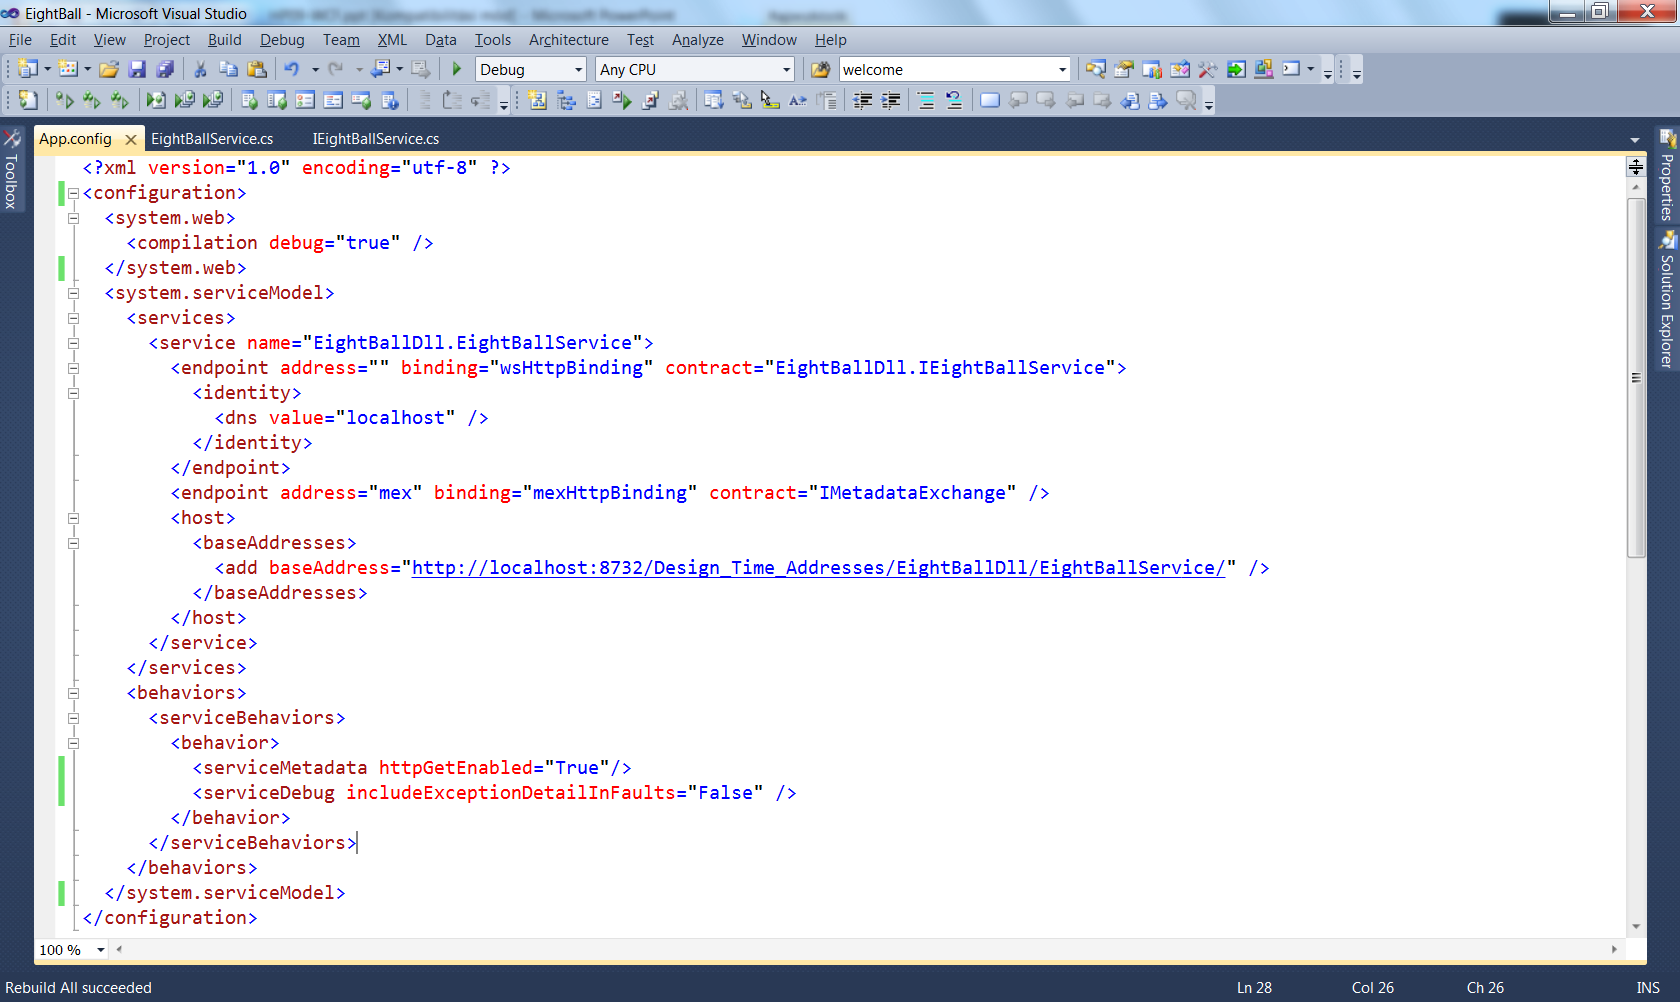 EightBall - Microsoft Visual Studio
File Edit View Project Build Debug Team XML Data Tools Architecture Test Analyze Window Help
Debug Any CPU welcome
App.config EightBallService.cs IEightBallService.cs
Toolbox
Properties
Solution Explorer
<?xml version="1.0" encoding="utf-8" ?>
<configuration>
<system.web>
<compilation debug="true" />
</system.web>
<system.serviceModel>
<services>
<service name="EightBallDll.EightBallService">
<endpoint address="" binding="wsHttpBinding" contract="EightBallDll.IEightBallService">
<identity>
<dns value="localhost" />
</identity>
</endpoint>
<endpoint address="mex" binding="mexHttpBinding" contract="IMetadataExchange" />
<host>
<baseAddresses>
<add baseAddress="http://localhost:8732/Design_Time_Addresses/EightBallDll/EightBallService/" />
</baseAddresses>
</host>
</service>
</services>
<behaviors>
<serviceBehaviors>
<behavior>
<serviceMetadata httpGetEnabled="True"/>
<serviceDebug includeExceptionDetailInFaults="False" />
</behavior>
</serviceBehaviors>
</behaviors>
</system.serviceModel>
</configuration>
100 %
Rebuild All succeeded Ln 28 Col 26 Ch 26 INS